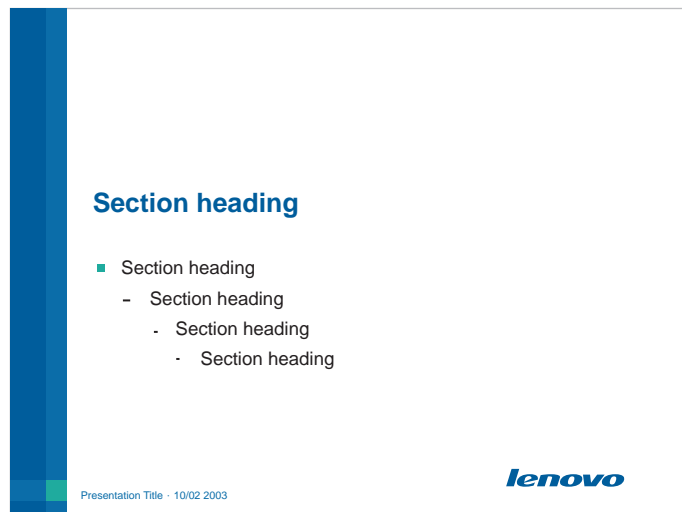 Section heading
Section heading
– Section heading
- Section heading
- Section heading
lenovo
Presentation Title · 10/02 2003